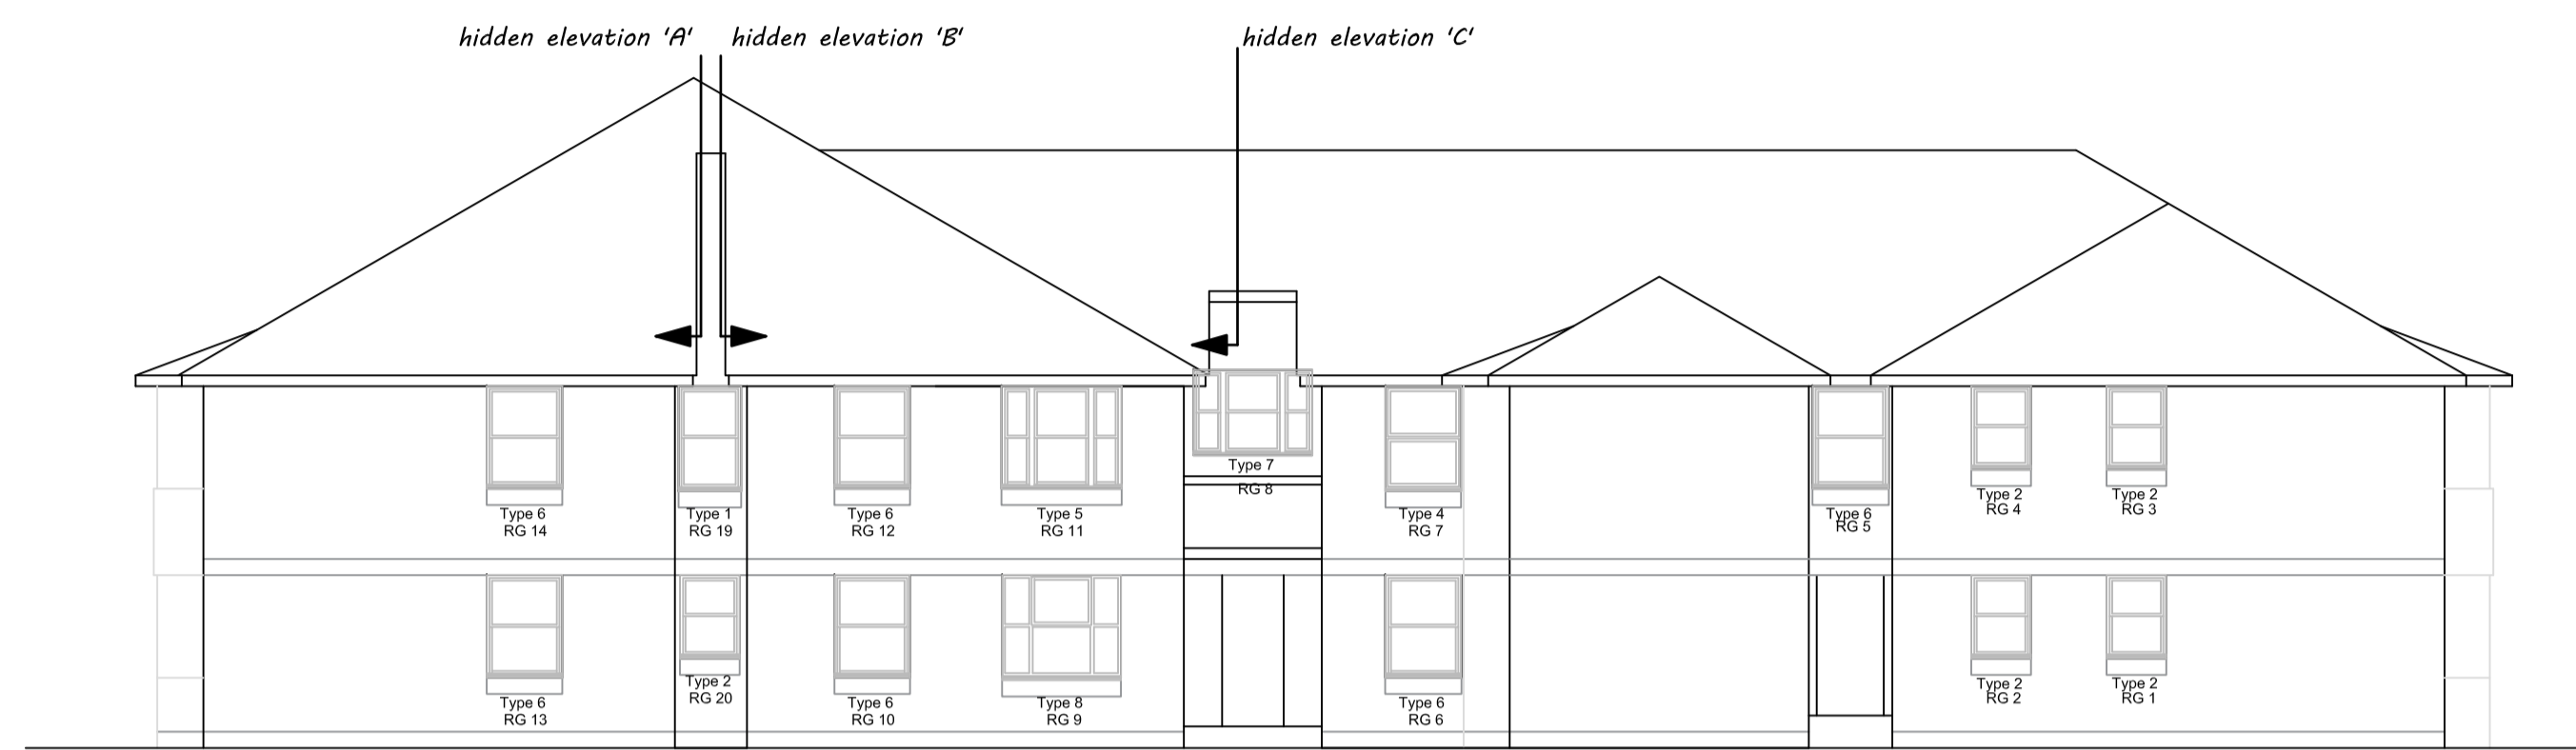 hidden elevation 'A'
hidden elevation 'B'
hidden elevation 'C'
Type 7
RG 8
Type 6
RG 14
Type 1
RG 19
Type 6
RG 12
Type 5
RG 11
Type 4
RG 7
Type 6
RG 5
Type 2
RG 4
Type 2
RG 3
Type 6
RG 13
Type 2
RG 20
Type 6
RG 10
Type 8
RG 9
Type 6
RG 6
Type 2
RG 2
Type 2
RG 1